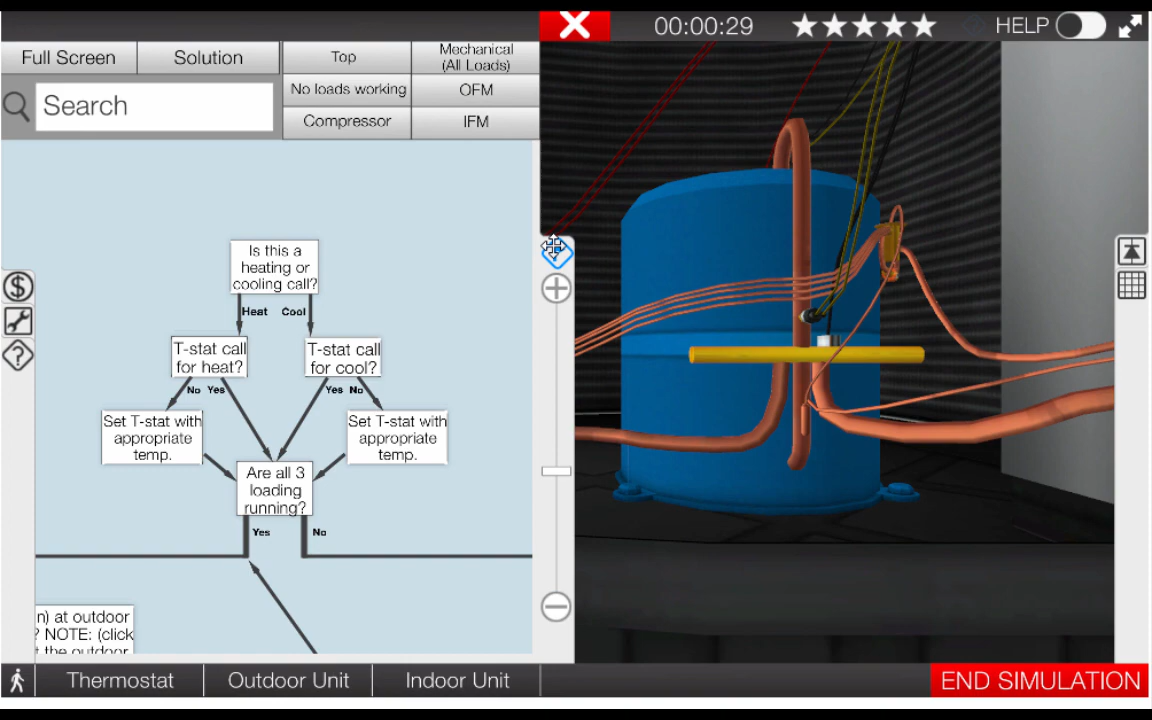 00:00:29
HELP
Full Screen
Solution
Top
Mechanical
(All Loads)
Search
No loads working
OFM
Compressor
IFM
Is this a
heating or
cooling call?
Heat
Cool
T-stat call
for heat?
T-stat call
for cool?
No Yes
Yes No
Set T-stat with
appropriate
temp.
Set T-stat with
appropriate
temp.
Are all 3
loading
running?
Yes
No
n) at outdoor
? NOTE: (click
t the outdoor
$
?
Thermostat
Outdoor Unit
Indoor Unit
END SIMULATION